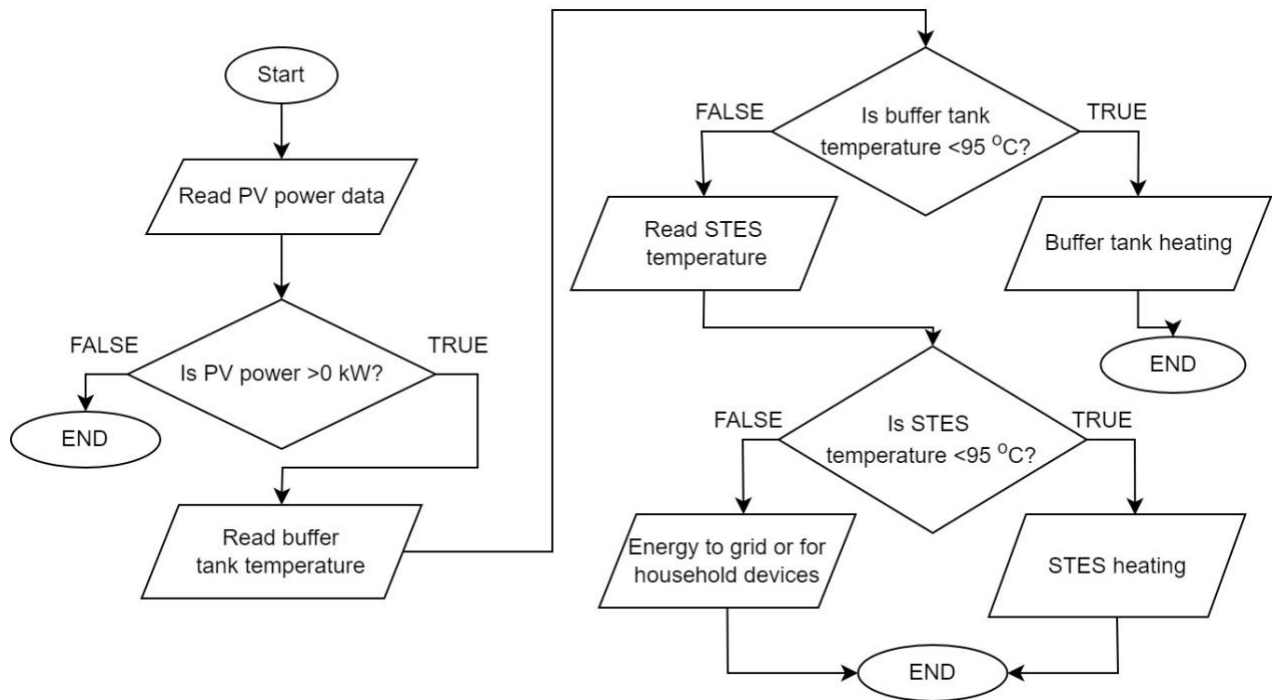 Start
Read PV power data
FALSE
TRUE
Is PV power >0 kW?
END
Read buffer
tank temperature
FALSE
TRUE
Is buffer tank
temperature <95 °C?
Read STES
temperature
Buffer tank heating
END
FALSE
TRUE
Is STES
temperature <95 °C?
Energy to grid or for
household devices
STES heating
END